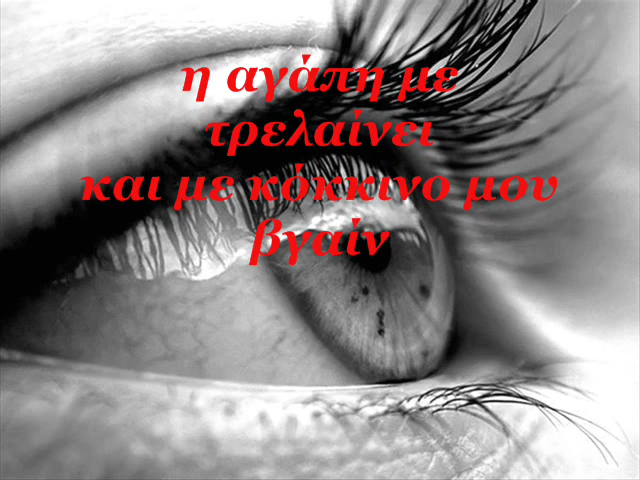 η αγάπη με
τρελαίνει
και με κόκκινο μου
βγαίν